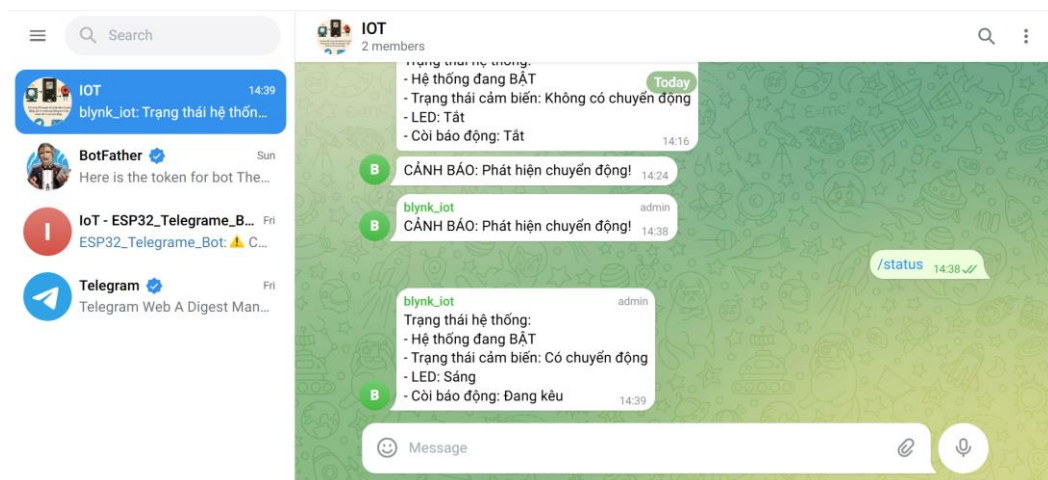 Search
IOT
14:39
blynk_iot: Trạng thái hệ thốn...
BotFather
Sun
Here is the token for bot The...
IoT - ESP32_Telegrame_B...
Fri
ESP32_Telegrame_Bot: ⚠️ C...
Telegram
Fri
Telegram Web A Digest Man...
IOT
2 members
Trạng thái hệ thống:
- Hệ thống đang BẬT
Today
- Trạng thái cảm biến: Không có chuyển động
- LED: Tắt
- Còi báo động: Tắt
14:16
B
CẢNH BÁO: Phát hiện chuyển động! 14:24
blynk_iot
admin
B
CẢNH BÁO: Phát hiện chuyển động! 14:38
/status 14:38
blynk_iot
admin
Trạng thái hệ thống:
- Hệ thống đang BẬT
- Trạng thái cảm biến: Có chuyển động
- LED: Sáng
B
- Còi báo động: Đang kêu
14:39
I
Message